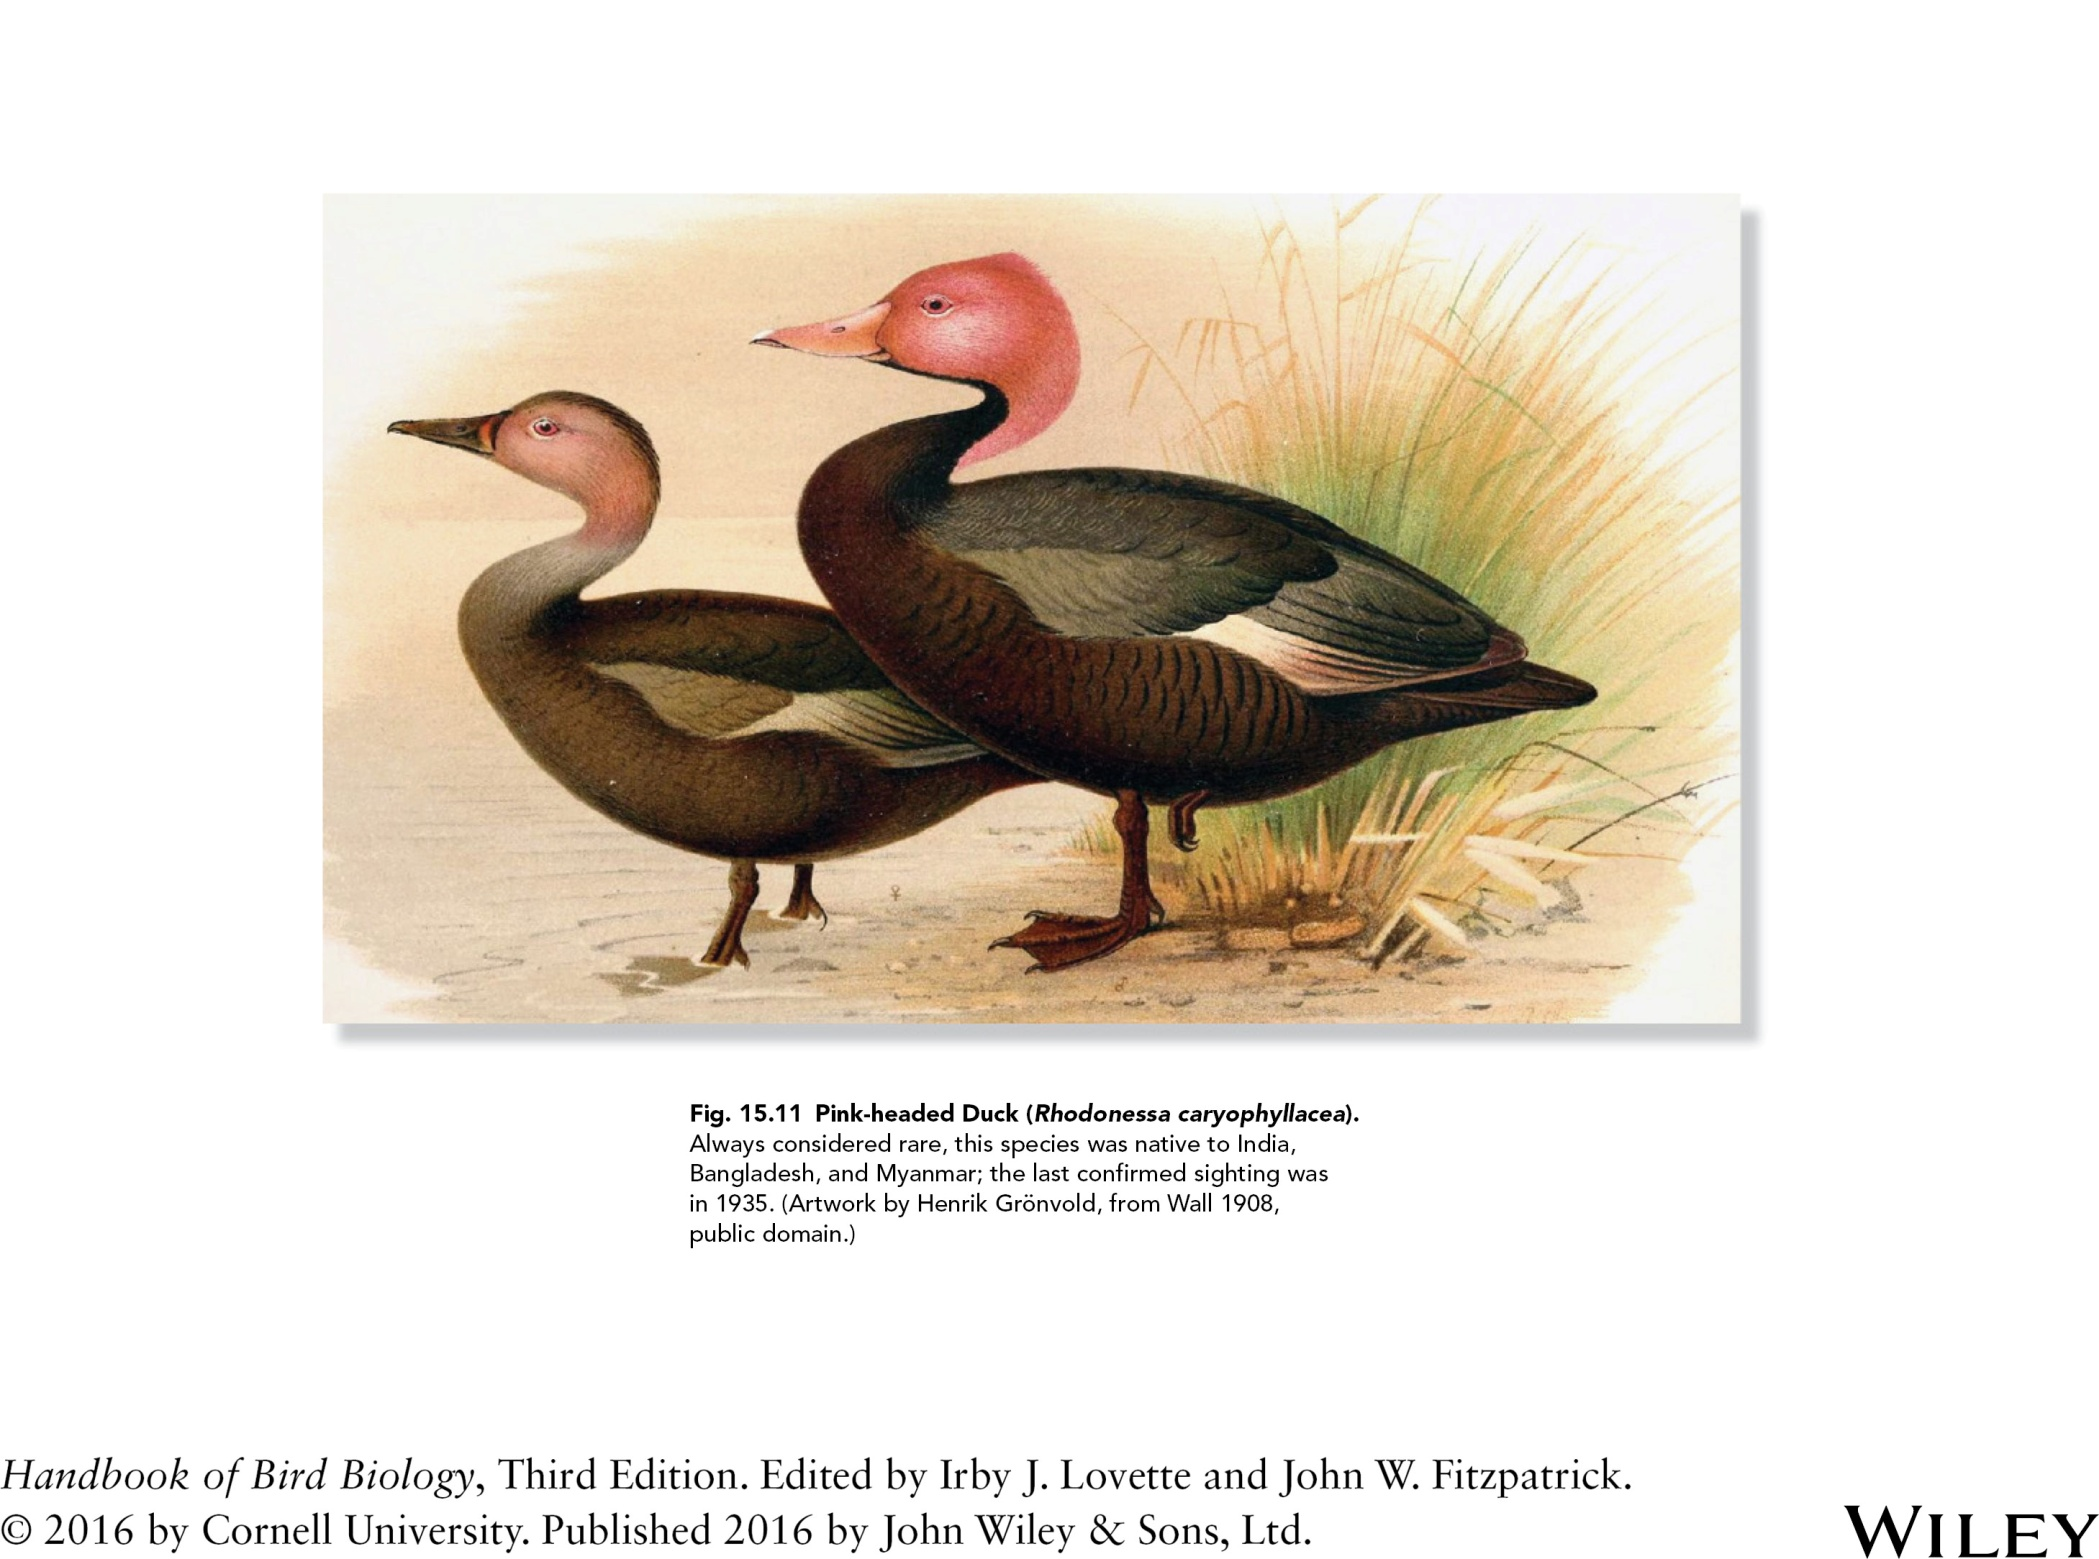 ♀
♂
Fig. 15.11 Pink-headed Duck (Rhodonessa caryophyllacea).
Always considered rare, this species was native to India,
Bangladesh, and Myanmar; the last confirmed sighting was
in 1935. (Artwork by Henrik Grönvold, from Wall 1908,
public domain.)
Handbook of Bird Biology, Third Edition. Edited by Irby J. Lovette and John W. Fitzpatrick.
© 2016 by Cornell University. Published 2016 by John Wiley & Sons, Ltd.
WILEY